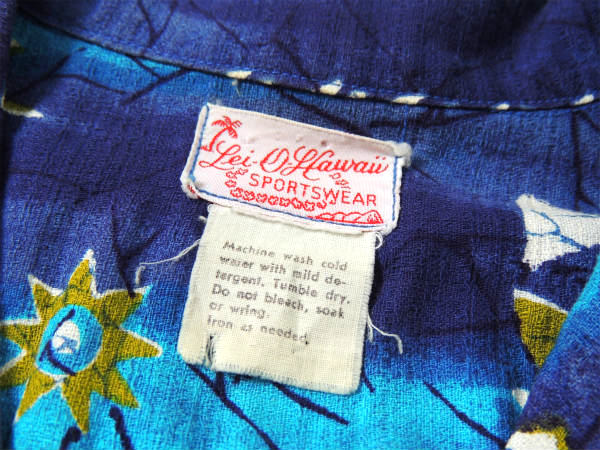 Lei-O-Hawaii
SPORTSWEAR
Machine wash cold
water with mild de-
tergent. Tumble dry.
Do not bleach, soak
or wring.
Iron as needed.